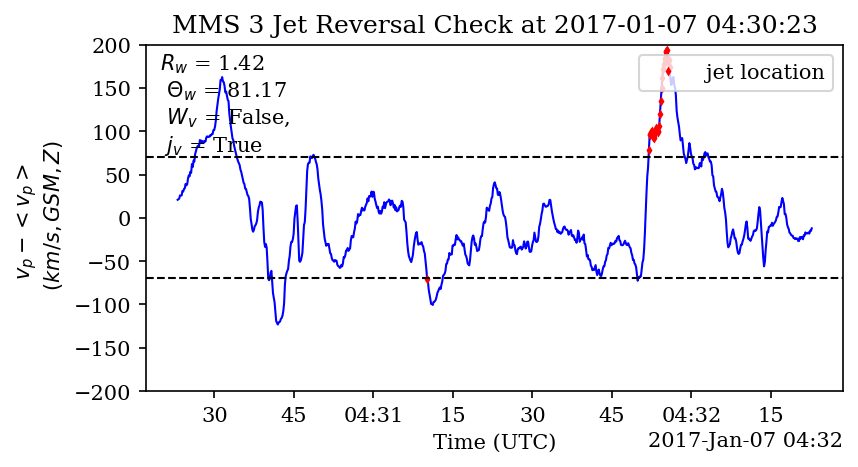 MMS 3 Jet Reversal Check at 2017-01-07 04:30:23
200
150
100
50
0
−50
−100
−150
−200
v_p − < v_p >
(km/s, GSM, Z)
R_w = 1.42
Θ_w = 81.17
W_v = False,
j_v = True
jet location
30 45 04:31 15 30 45 04:32 15
Time (UTC)
2017-Jan-07 04:32